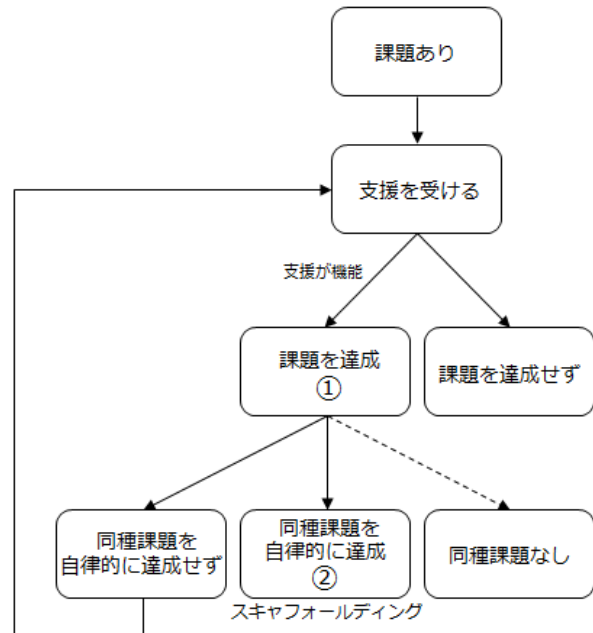 課題あり
支援を受ける
支援が機能
課題を達成
①
課題を達成せず
同種課題を
自律的に達成せず
同種課題を
自律的に達成
②
同種課題なし
スキャフォールディング